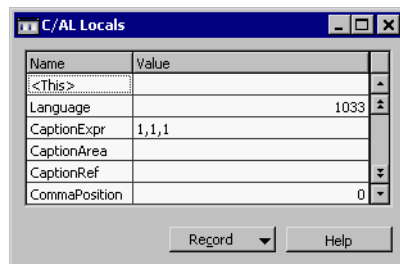 C/AL Locals
Name Value
<This>
Language 1033
CaptionExpr 1,1,1
CaptionArea
CaptionRef
CommaPosition 0
Record Help